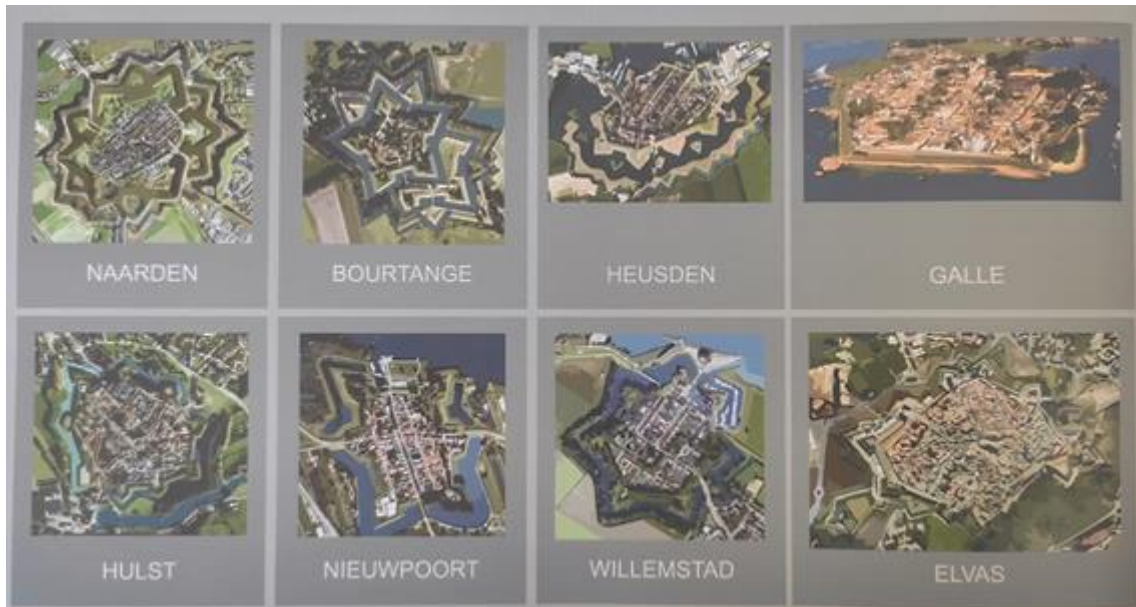 NAARDEN
BOURTANGE
HEUSDEN
GALLE
HULST
NIEUWPOORT
WILLEMSTAD
ELVAS